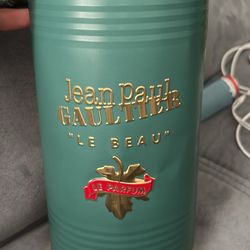 Jean Paul
GAULTIER
"LE BEAU"
LE PARFUM